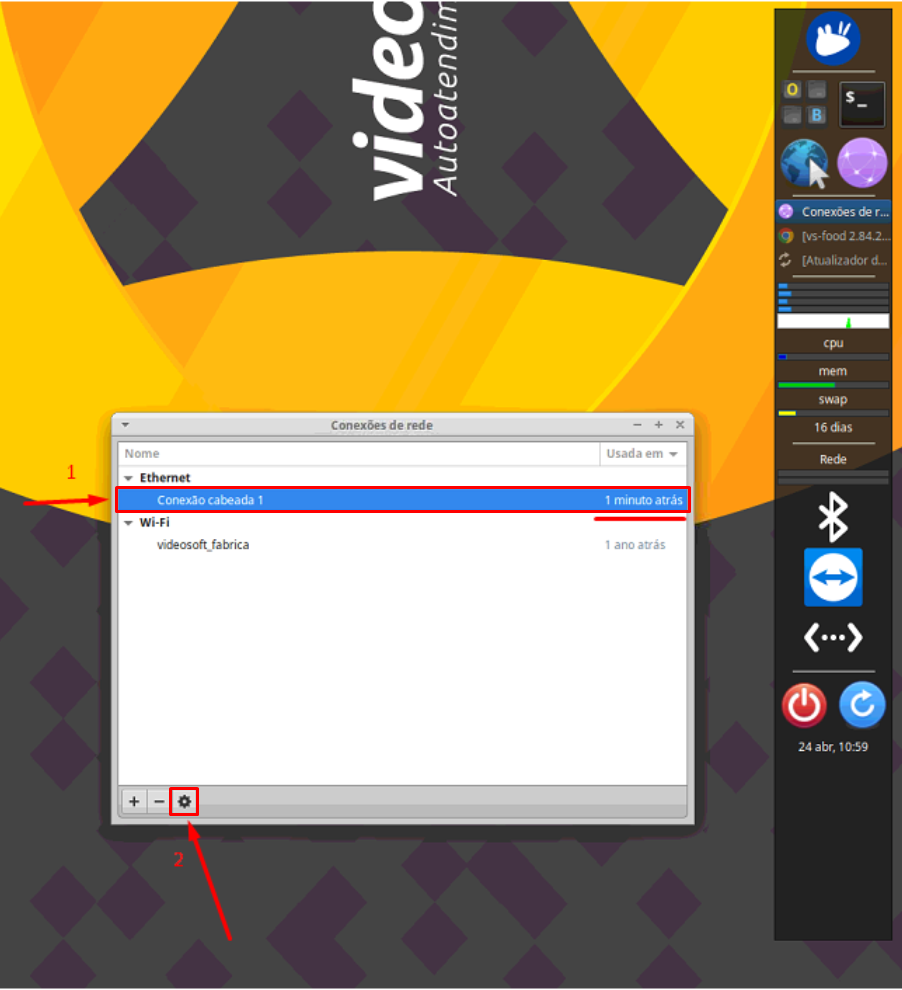 video
Autoatendim
O
B
$_
Conexões de r...
[vs-food 2.84.2...
[Atualizador d...
cpu
mem
swap
16 dias
Rede
24 abr, 10:59
Conexões de rede
Nome
Usada em
Ethernet
1
Conexão cabeada 1
1 minuto atrás
Wi-Fi
videosoft_fabrica
1 ano atrás
2